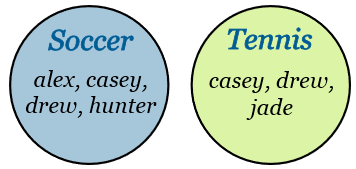 Soccer
alex, casey,
drew, hunter
Tennis
casey, drew,
jade